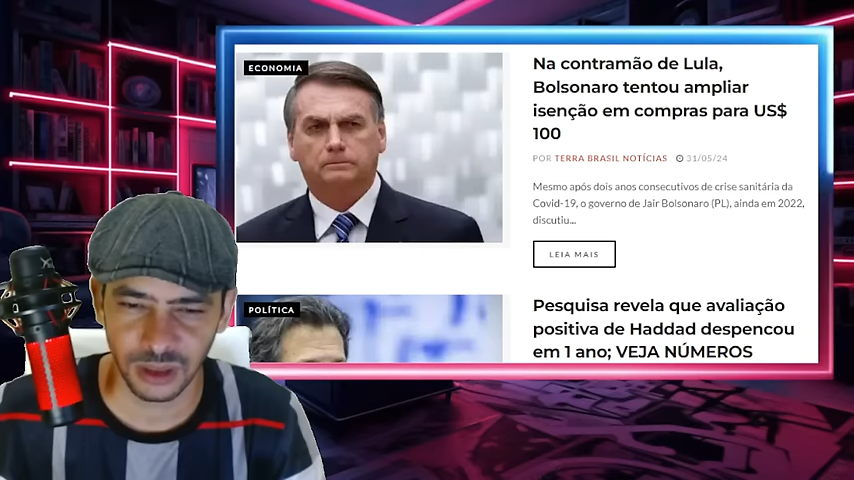 ECONOMIA
Na contramão de Lula,
Bolsonaro tentou ampliar
isenção em compras para US$
100
POR TERRA BRASIL NOTÍCIAS 31/05/24
Mesmo após dois anos consecutivos de crise sanitária da
Covid-19, o governo de Jair Bolsonaro (PL), ainda em 2022,
discutiu...
LEIA MAIS
POLÍTICA
Pesquisa revela que avaliação
positiva de Haddad despencou
em 1 ano; VEJA NÚMEROS